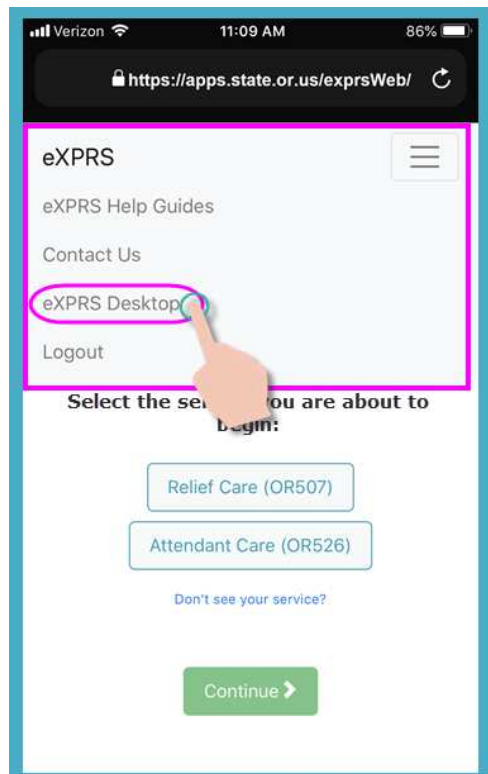 Verizon 11:09 AM 86%
https://apps.state.or.us/exprsWeb/
eXPRS
eXPRS Help Guides
Contact Us
eXPRS Desktop
Logout
Select the you are about to
begin:
Relief Care (OR507)
Attendant Care (OR526)
Don't see your service?
Continue